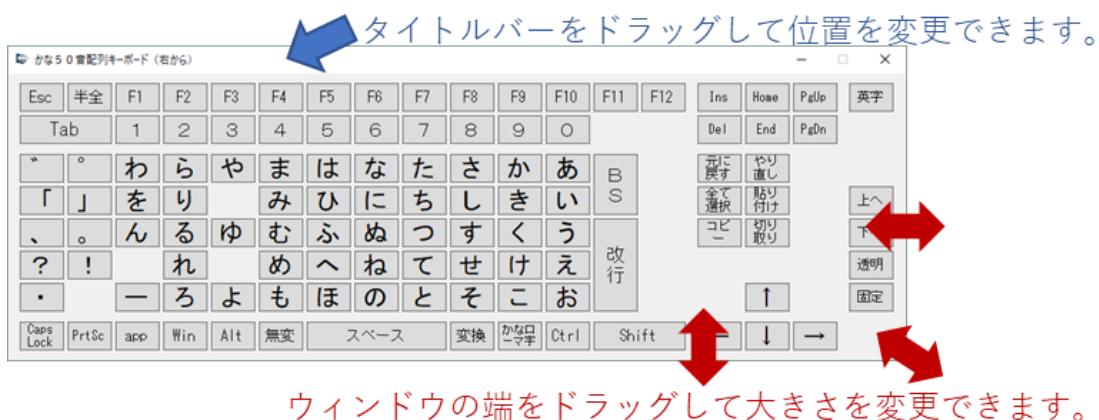 タイトルバーをドラッグして位置を変更できます。
かな50音配列キーボード（右から）
Esc 半全 F1 F2 F3 F4 F5 F6 F7 F8 F9 F10 F11 F12 Ins Home PgUp 英字
Tab 1 2 3 4 5 6 7 8 9 0 Del End PgDn
゛ ゜ わ ら や ま は な た さ か あ BS 元に戻す やり直し
「 」 を り み ひ に ち し き い 全て選択 貼り付け 上へ
、 。 ん る ゆ む ふ ぬ つ す く う 改行 コピー 切り取り
? ! れ め へ ね て せ け え 透明
・ ー ろ よ も ほ の と そ こ お ↑ 固定
Caps Lock PrtSc app Win Alt 無変 スペース 変換 かなローマ字 Ctrl Shift ↓ →
ウィンドウの端をドラッグして大きさを変更できます。